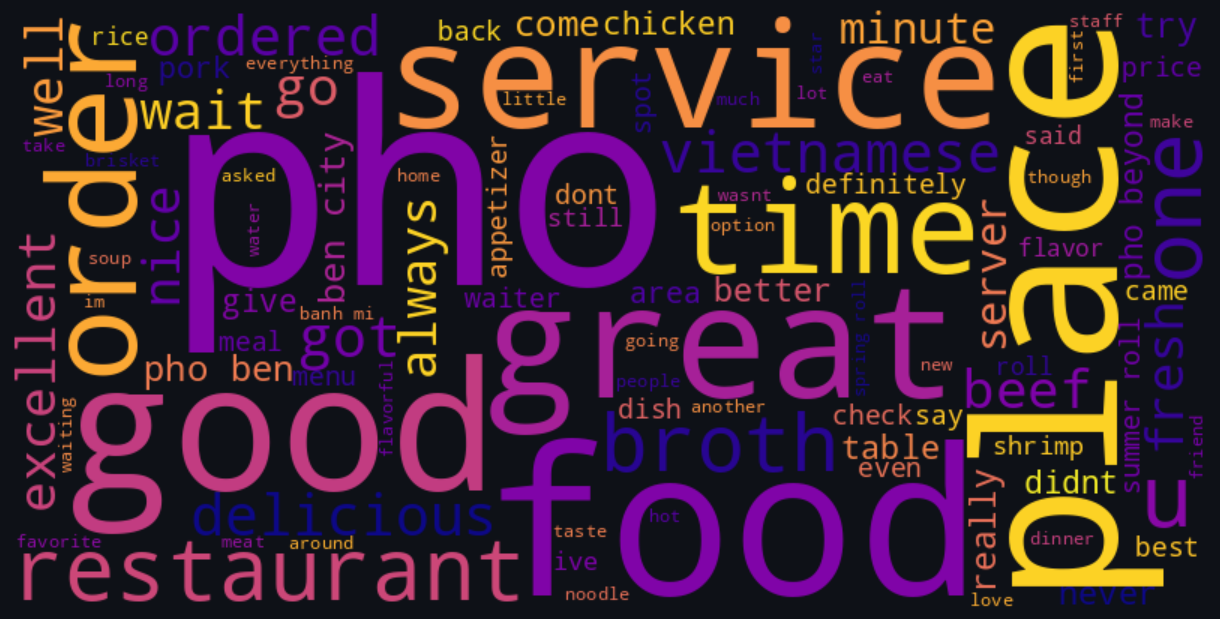 well
rice
ordered
back
come
chicken
minute
staff
try
order
long
pork
everything
go
service
star
eat
first
price
wait
little
spot
much
lot
place
take
brisket
pho
vietnamese
said
make
nice
asked
water
ben city
home
always
appetizer
dont
still
time
wasnt
option
definitely
though
pho beyond
fresh
one
soup
im
give
banh mi
waiter
area
better
server
flavor
came
excellent
meal
got
great
going
spring roll
new
roll
summer roll
pho ben
menu
flavorful
people
beef
waiting
good
dish
another
check
say
u
friend
broth
table
even
shrimp
didnt
delicious
food
hot
really
favorite
meat
around
taste
dinner
best
restaurant
ive
noodle
love
never